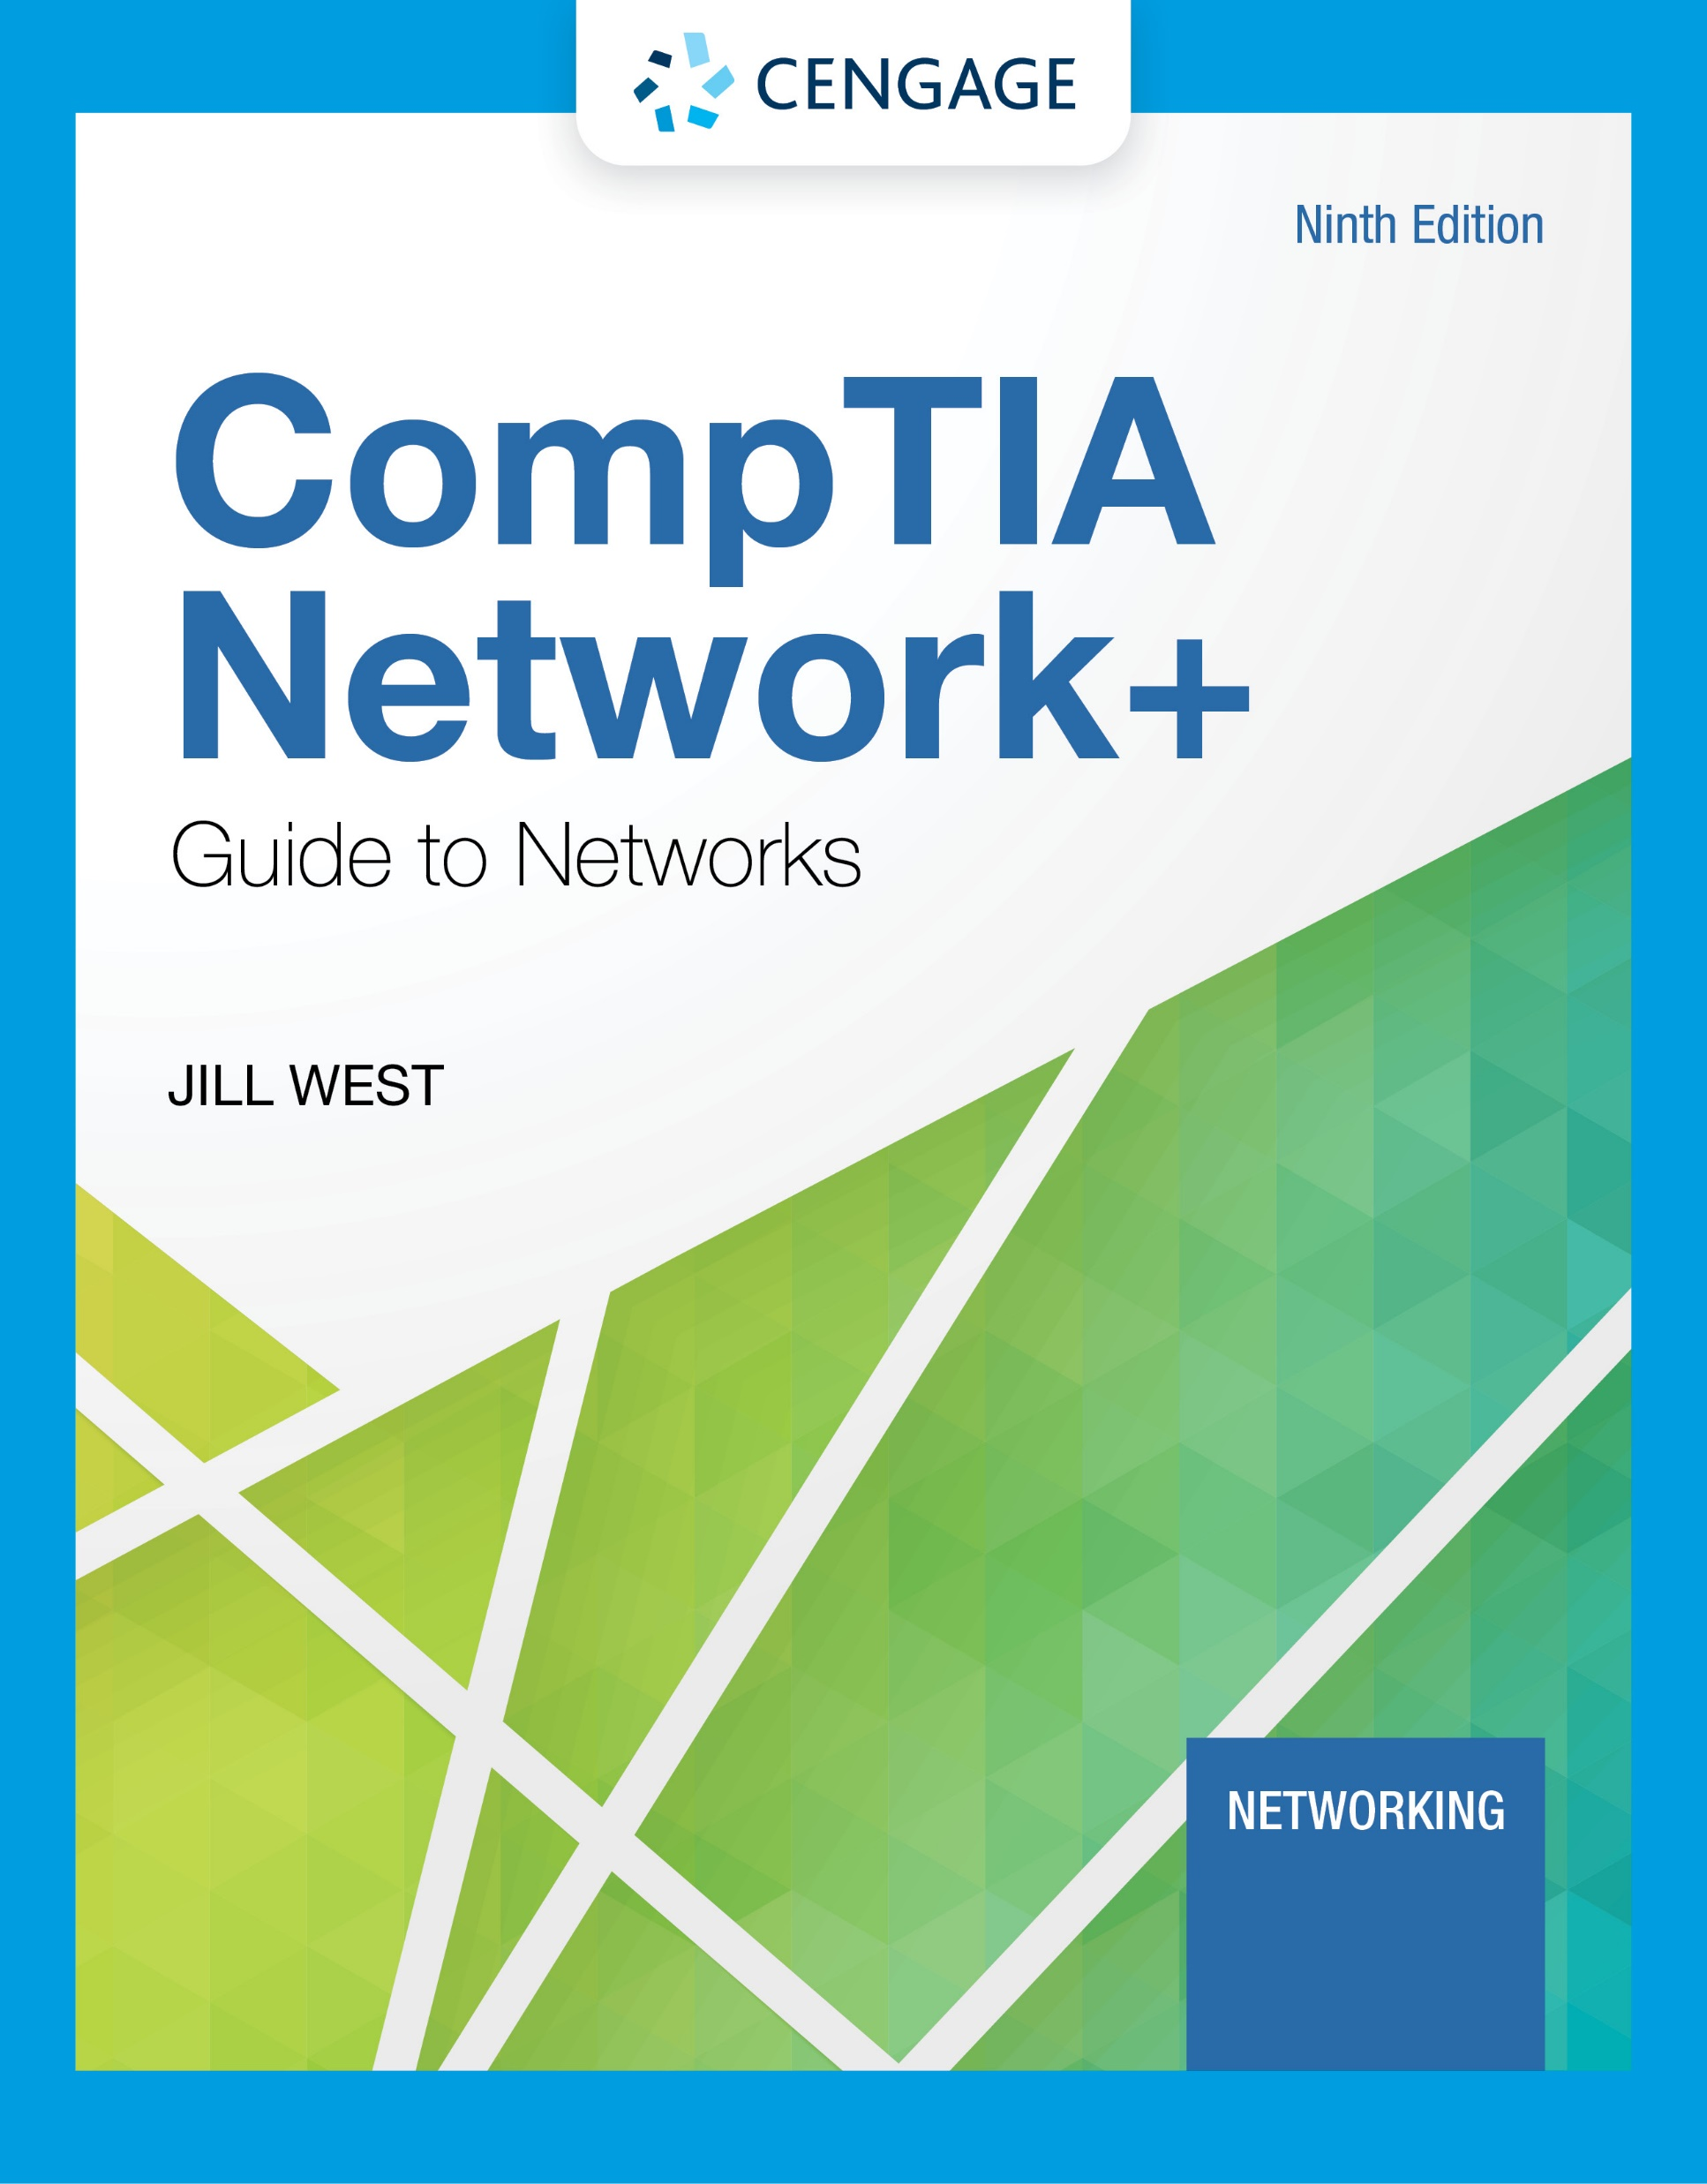 CENGAGE
Ninth Edition
CompTIA
Network+
Guide to Networks
JILL WEST
NETWORKING